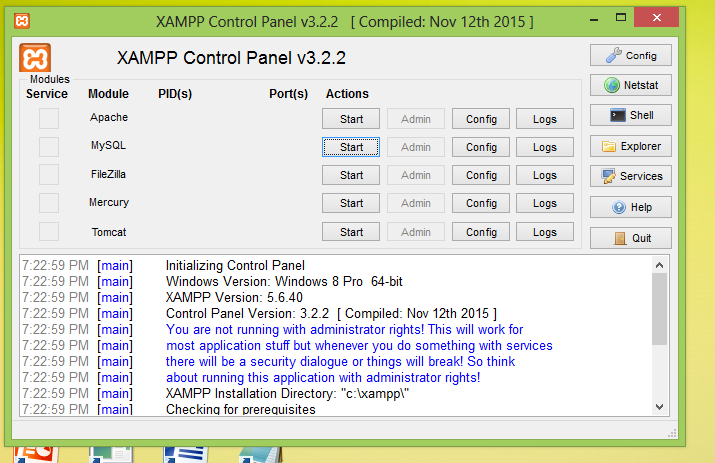 XAMPP Control Panel v3.2.2 [ Compiled: Nov 12th 2015 ]
XAMPP Control Panel v3.2.2
Config
Modules
Service Module PID(s) Port(s) Actions
Netstat
Apache Start Admin Config Logs
Shell
MySQL Start Admin Config Logs
Explorer
FileZilla Start Admin Config Logs
Services
Mercury Start Admin Config Logs
Help
Tomcat Start Admin Config Logs
Quit
7:22:59 PM [main] Initializing Control Panel
7:22:59 PM [main] Windows Version: Windows 8 Pro 64-bit
7:22:59 PM [main] XAMPP Version: 5.6.40
7:22:59 PM [main] Control Panel Version: 3.2.2 [ Compiled: Nov 12th 2015 ]
7:22:59 PM [main] You are not running with administrator rights! This will work for
7:22:59 PM [main] most application stuff but whenever you do something with services
7:22:59 PM [main] there will be a security dialogue or things will break! So think
7:22:59 PM [main] about running this application with administrator rights!
7:22:59 PM [main] XAMPP Installation Directory: "c:\xampp\"
7:22:59 PM [main] Checking for prerequisites